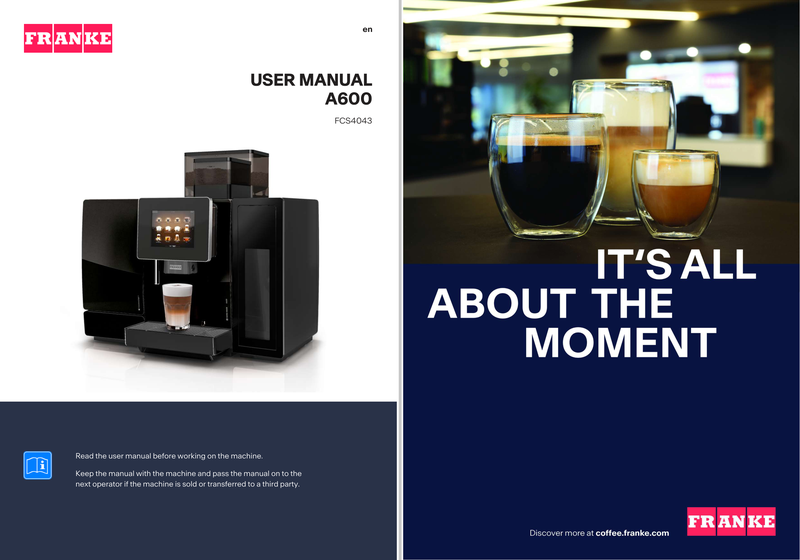 FRANKE
en
USER MANUAL
A600
FCS4043
Read the user manual before working on the machine.
Keep the manual with the machine and pass the manual on to the
next operator if the machine is sold or transferred to a third party.
IT‘S ALL
ABOUT THE
MOMENT
Discover more at coffee.franke.com
FRANKE